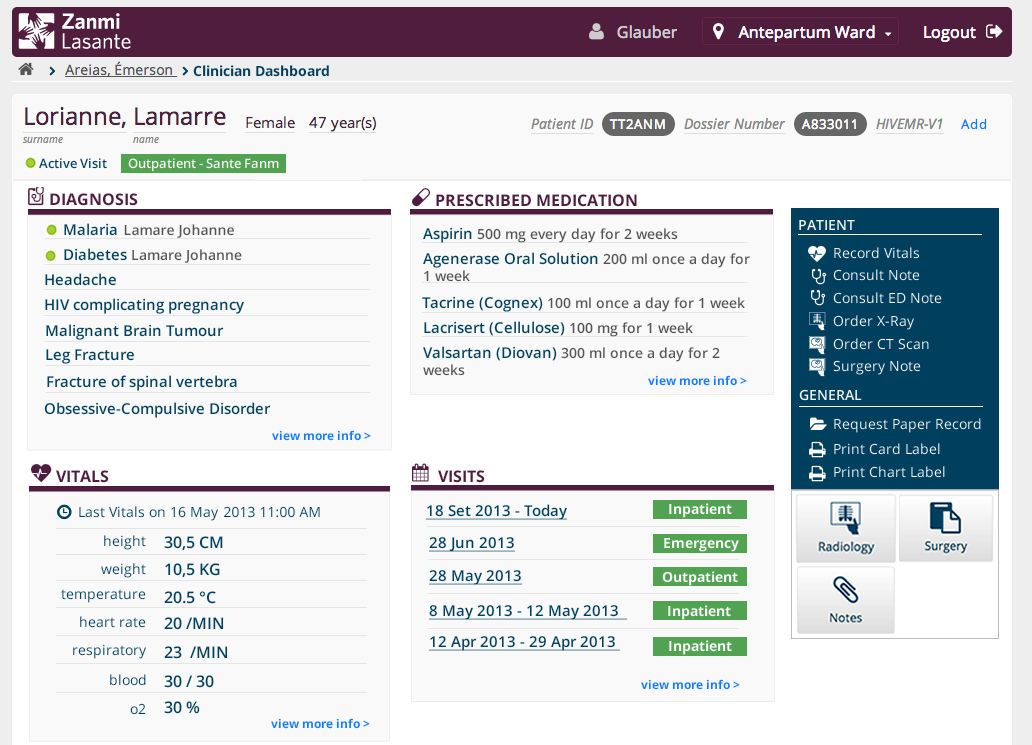 Zanmi
Lasante
Glauber
Antepartum Ward
Logout
Areias, Émerson > Clinician Dashboard
Lorianne, Lamarre Female 47 year(s)
surname name
Patient ID TT2ANM Dossier Number A833011 HIVEMR-V1 Add
Active Visit Outpatient - Sante Fanm
DIAGNOSIS
Malaria Lamare Johanne
Diabetes Lamare Johanne
Headache
HIV complicating pregnancy
Malignant Brain Tumour
Leg Fracture
Fracture of spinal vertebra
Obsessive-Compulsive Disorder
view more info >
PRESCRIBED MEDICATION
Aspirin 500 mg every day for 2 weeks
Agenerase Oral Solution 200 ml once a day for
1 week
Tacrine (Cognex) 100 ml once a day for 1 week
Lacrisert (Cellulose) 100 mg for 1 week
Valsartan (Diovan) 300 ml once a day for 2
weeks
view more info >
VITALS
Last Vitals on 16 May 2013 11:00 AM
height 30,5 CM
weight 10,5 KG
temperature 20.5 °C
heart rate 20 /MIN
respiratory 23 /MIN
blood 30 / 30
o2 30 %
view more info >
VISITS
18 Set 2013 - Today Inpatient
28 Jun 2013 Emergency
28 May 2013 Outpatient
8 May 2013 - 12 May 2013 Inpatient
12 Apr 2013 - 29 Apr 2013 Inpatient
view more info >
PATIENT
Record Vitals
Consult Note
Consult ED Note
Order X-Ray
Order CT Scan
Surgery Note
GENERAL
Request Paper Record
Print Card Label
Print Chart Label
Radiology
Surgery
Notes